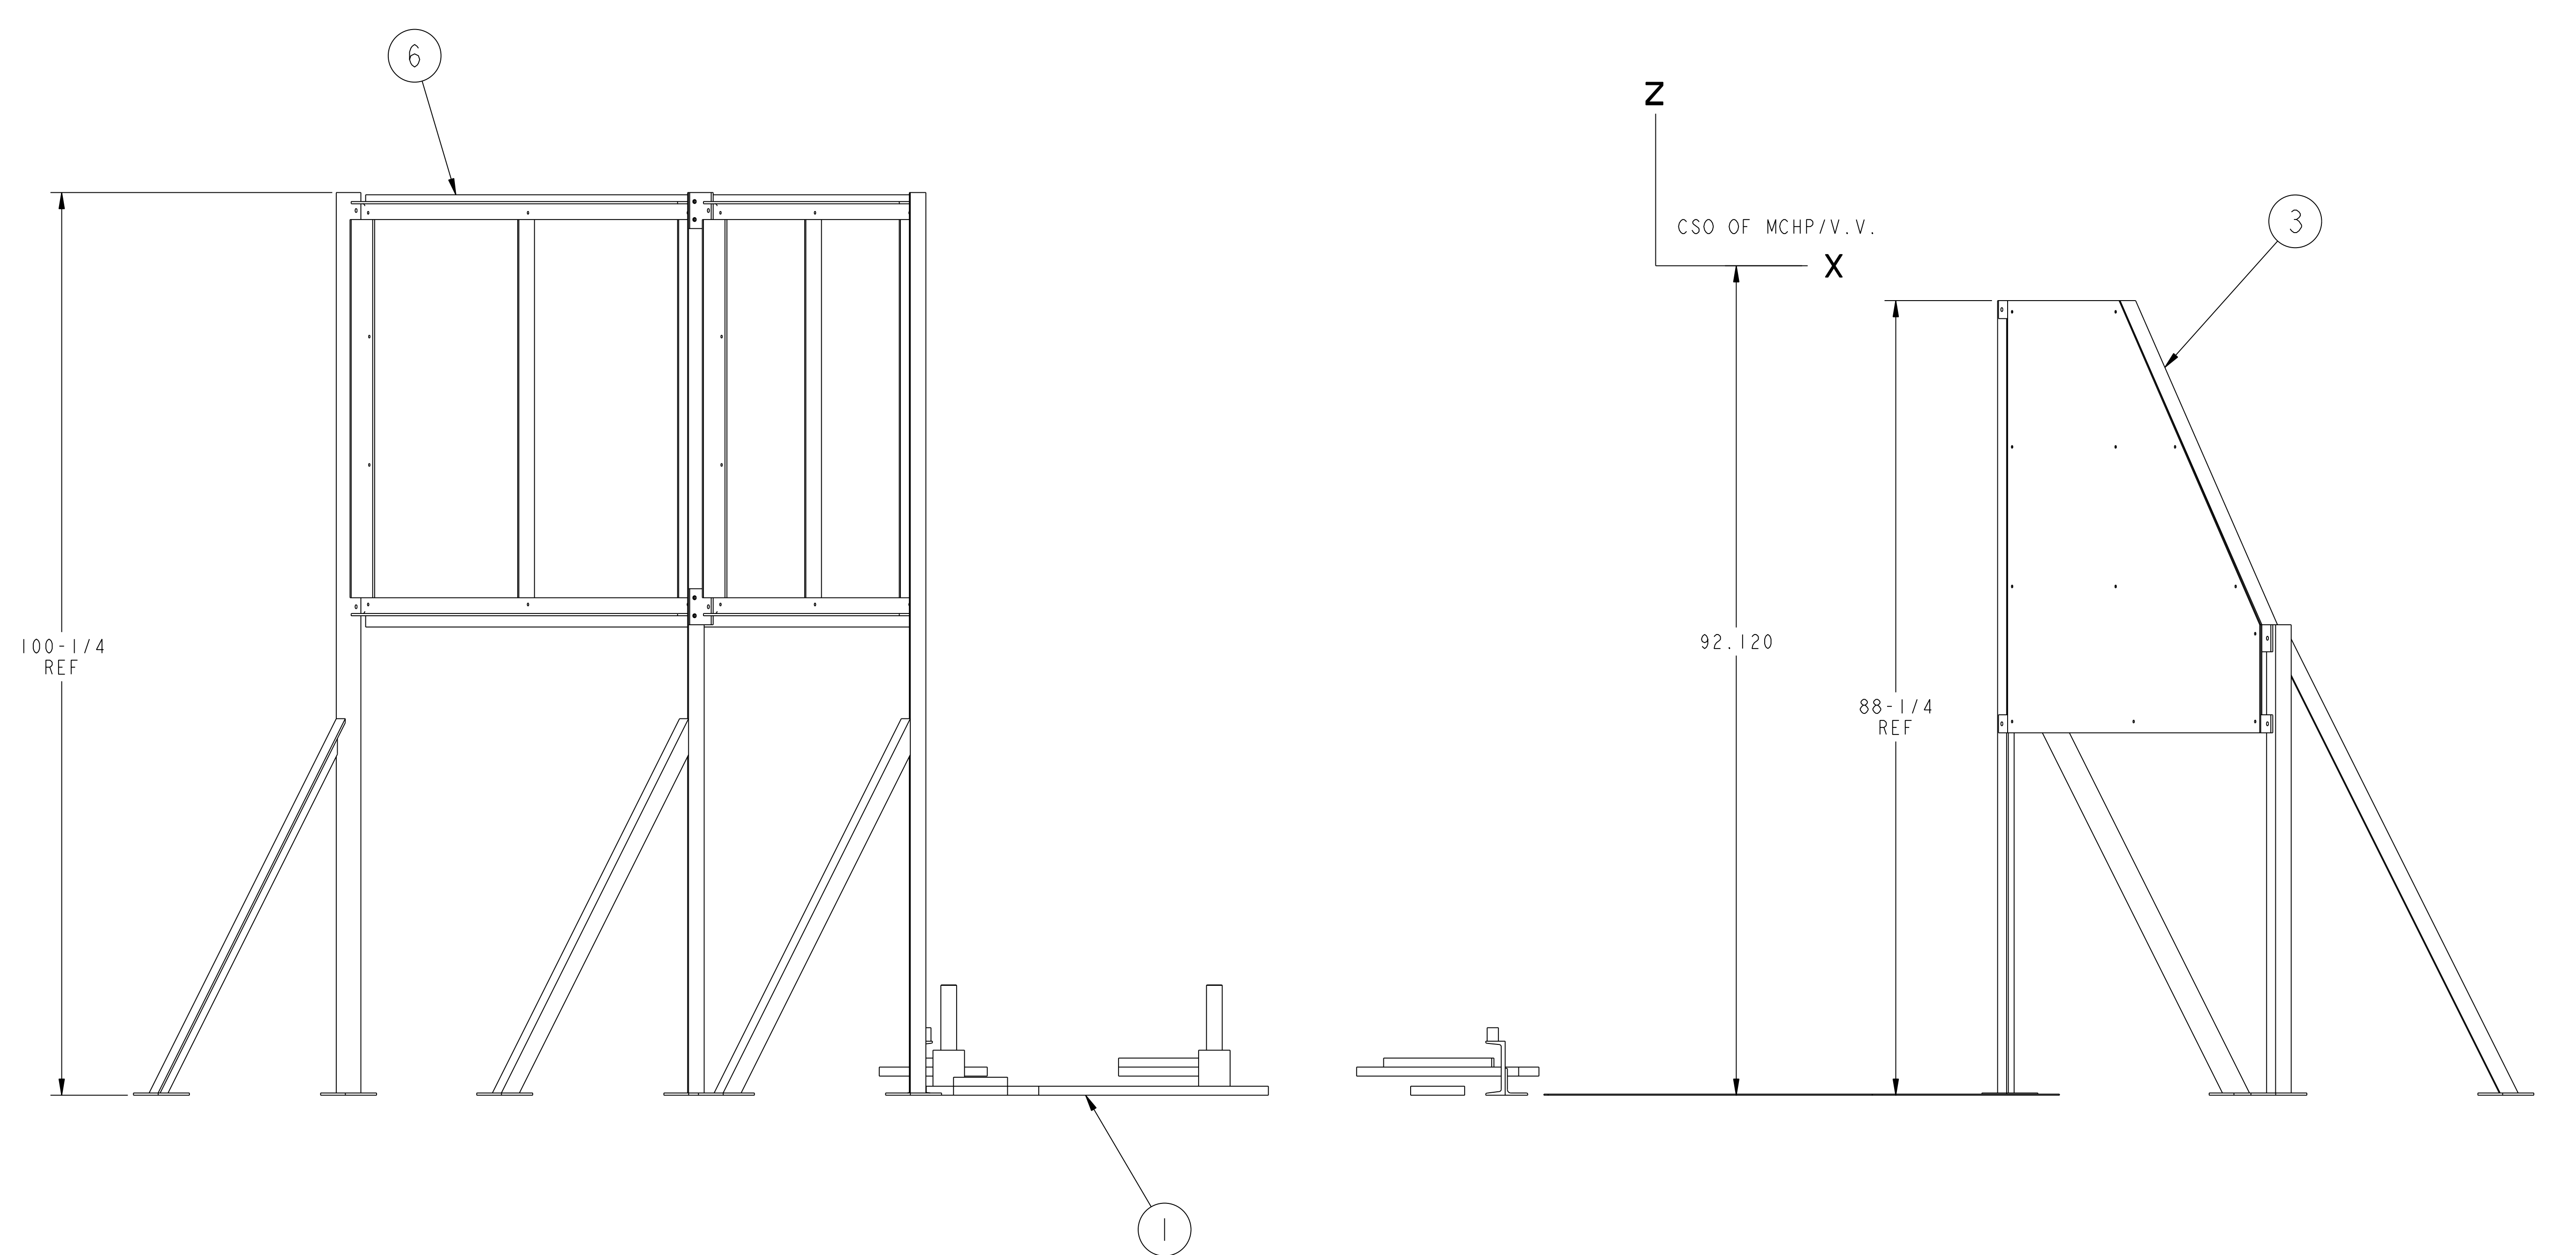 6
Z
3
CSO OF MCHP/V.V.
X
100-1/4
REF
92.120
88-1/4
REF
1